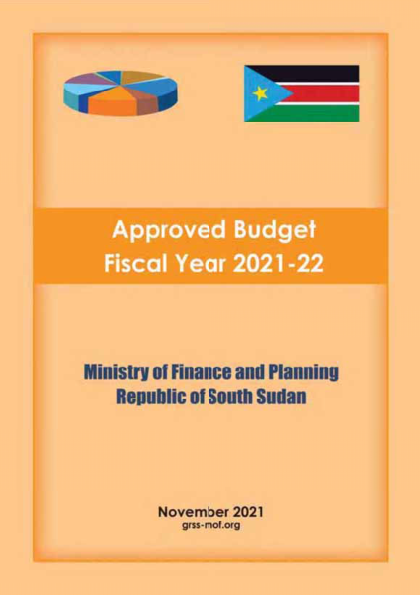 Approved Budget
Fiscal Year 2021-22
Ministry of Finance and Planning
Republic of South Sudan
November 2021
grss-mof.org